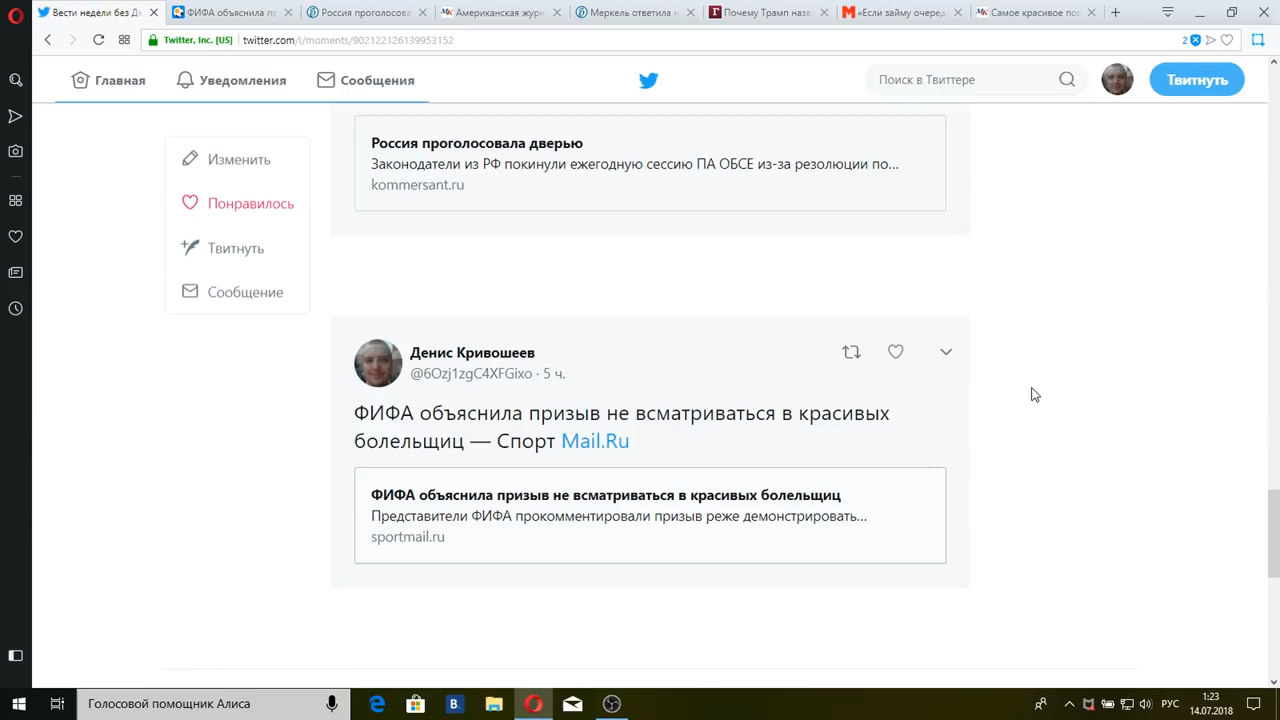 Вести недели без Д
ФИФА объяснила пр
Россия проголосова
Американская журн
Меркель ответила н
Почему Трамп назв
«Если займу очеред
Самое красивое пос
Twitter, Inc. [US]
twitter.com/i/moments/902122126139953152
2
Главная
Уведомления
Сообщения
Поиск в Твиттере
Твитнуть
Изменить
Понравилось
Твитнуть
Сообщение
Россия проголосовала дверью
Законодатели из РФ покинули ежегодную сессию ПА ОБСЕ из-за резолюции по...
kommersant.ru
Денис Кривошеев
@6Ozj1zgC4XFGixo · 5 ч.
ФИФА объяснила призыв не всматриваться в красивых
болельщиц — Спорт Mail.Ru
ФИФА объяснила призыв не всматриваться в красивых болельщиц
Представители ФИФА прокомментировали призыв реже демонстрировать...
sportmail.ru
Голосовой помощник Алиса
РУС
1:23
14.07.2018